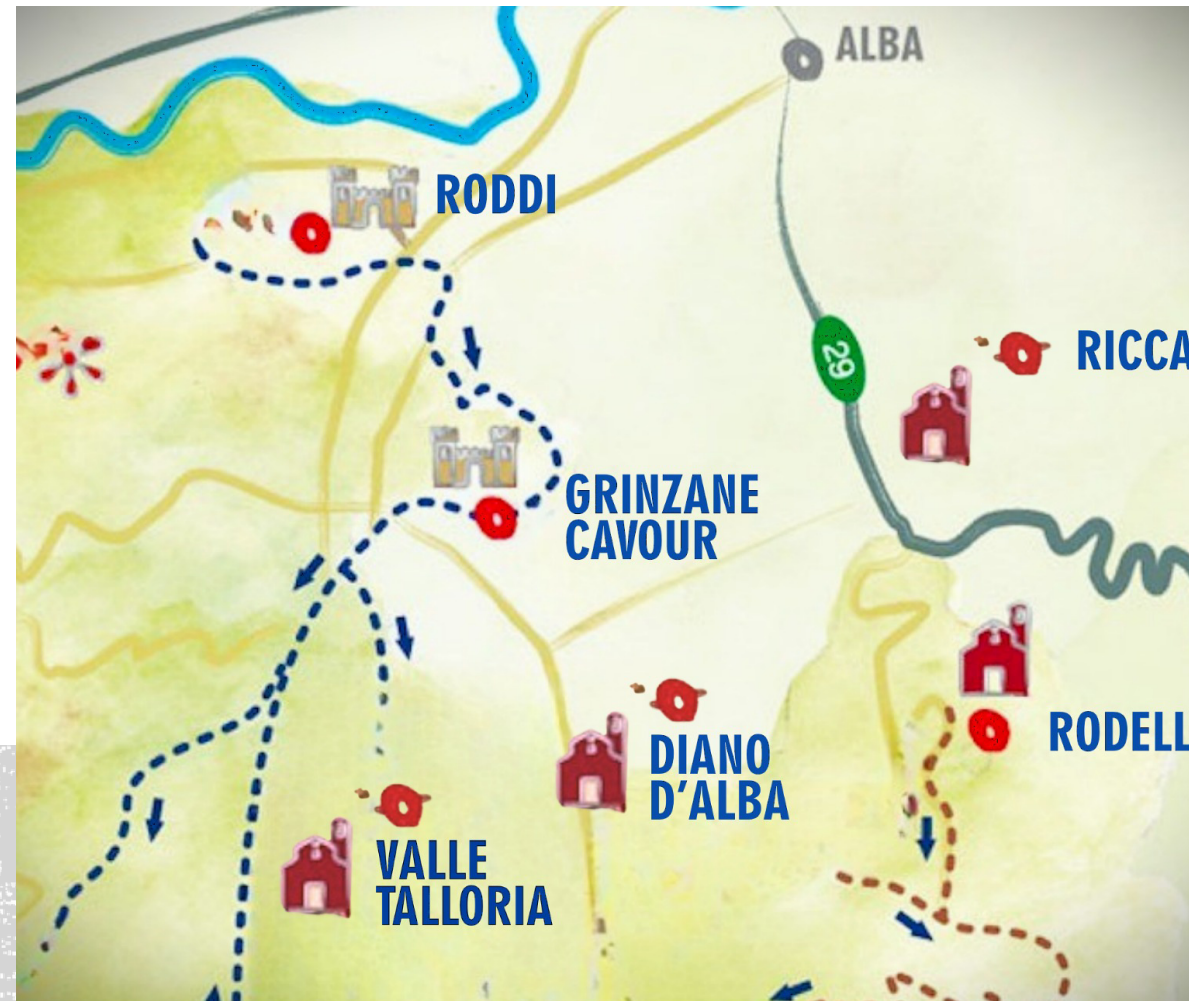 ALBA
RODDI
29
RICCA
GRINZANE
CAVOUR
RODELL
DIANO
D'ALBA
VALLE
TALLORIA